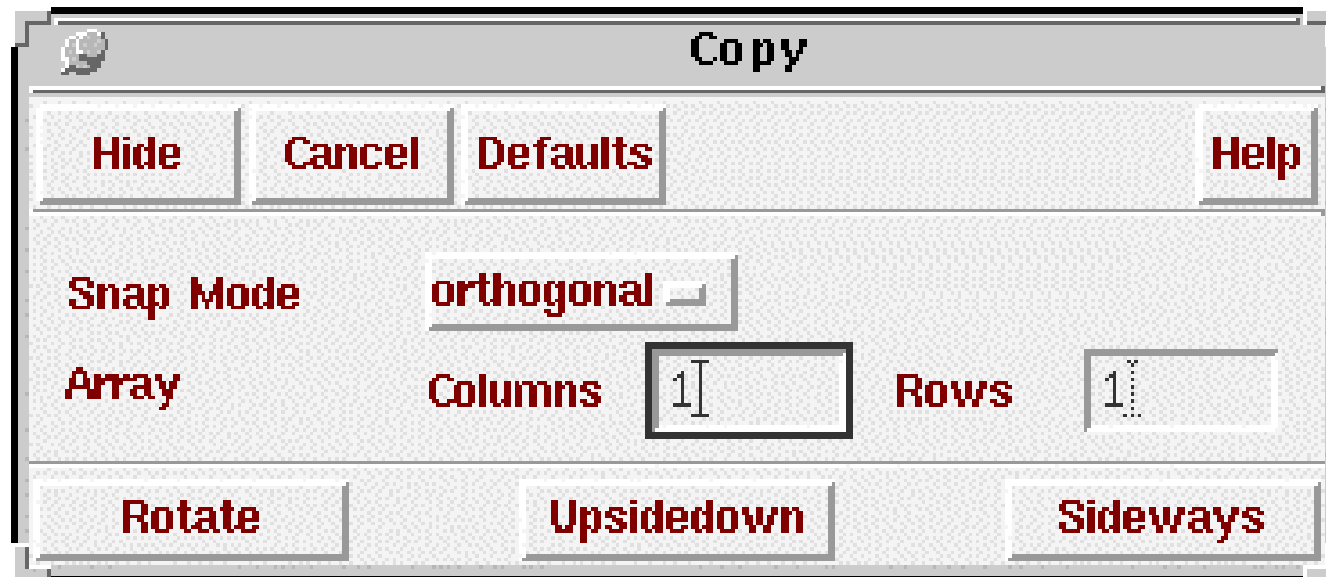 Copy
Hide Cancel Defaults Help
Snap Mode orthogonal
Array Columns 1 Rows 1
Rotate Upsidedown Sideways